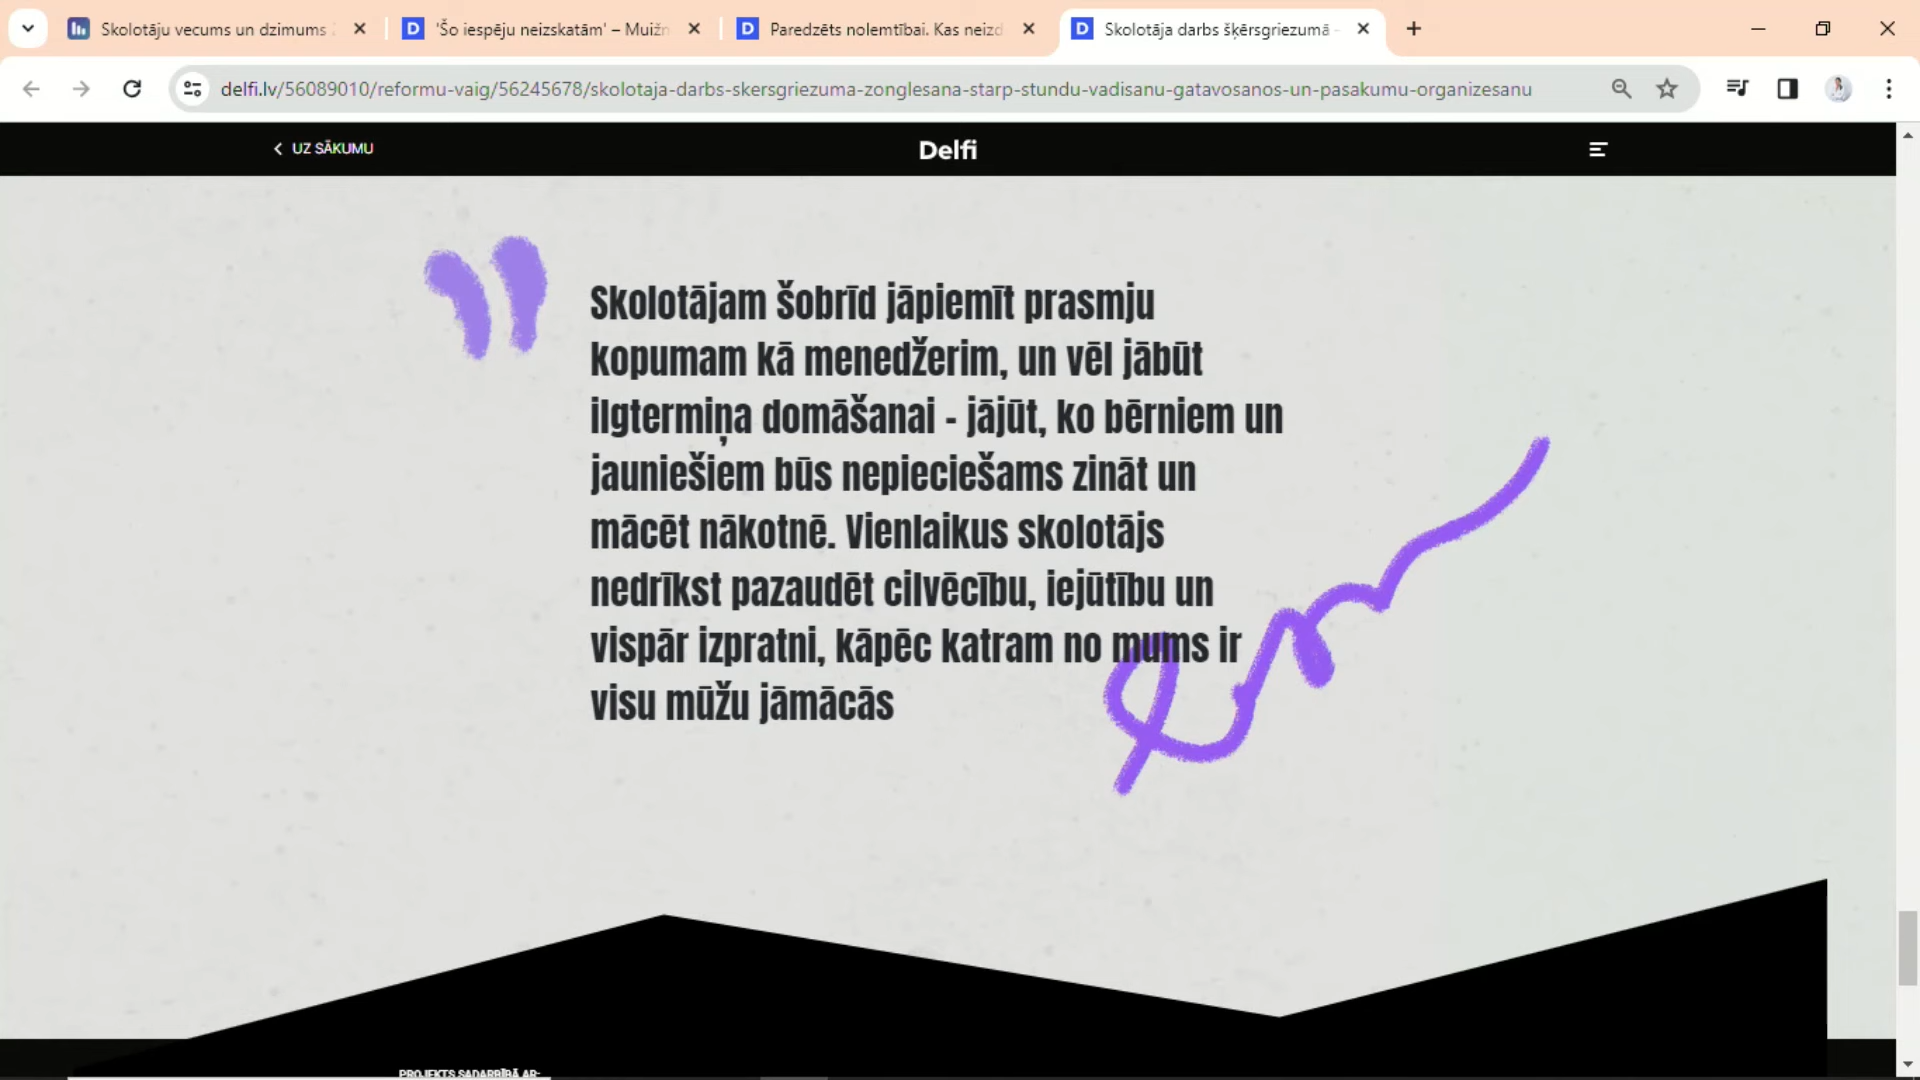 Skolotāju vecums un dzimums
'Šo iespēju neizskatām' – Muižn
Paredzēts nolemtībai. Kas neizd
Skolotāja darbs šķērsgriezumā -
delfi.lv/56089010/reformu-vaig/56245678/skolotaja-darbs-skersgriezuma-zonglesana-starp-stundu-vadisanu-gatavosanos-un-pasakumu-organizesanu
UZ SĀKUMU
Delfi
Skolotājam šobrīd jāpiemīt prasmju
kopumam kā menedžerim, un vēl jābūt
ilgtermiņa domāšanai - jājūt, ko bērniem un
jauniešiem būs nepieciešams zināt un
mācēt nākotnē. Vienlaikus skolotājs
nedrīkst pazaudēt cilvēcību, iejūtību un
vispār izpratni, kāpēc katram no mums ir
visu mūžu jāmācās
PROJEKTS SADARBĪBĀ AR: